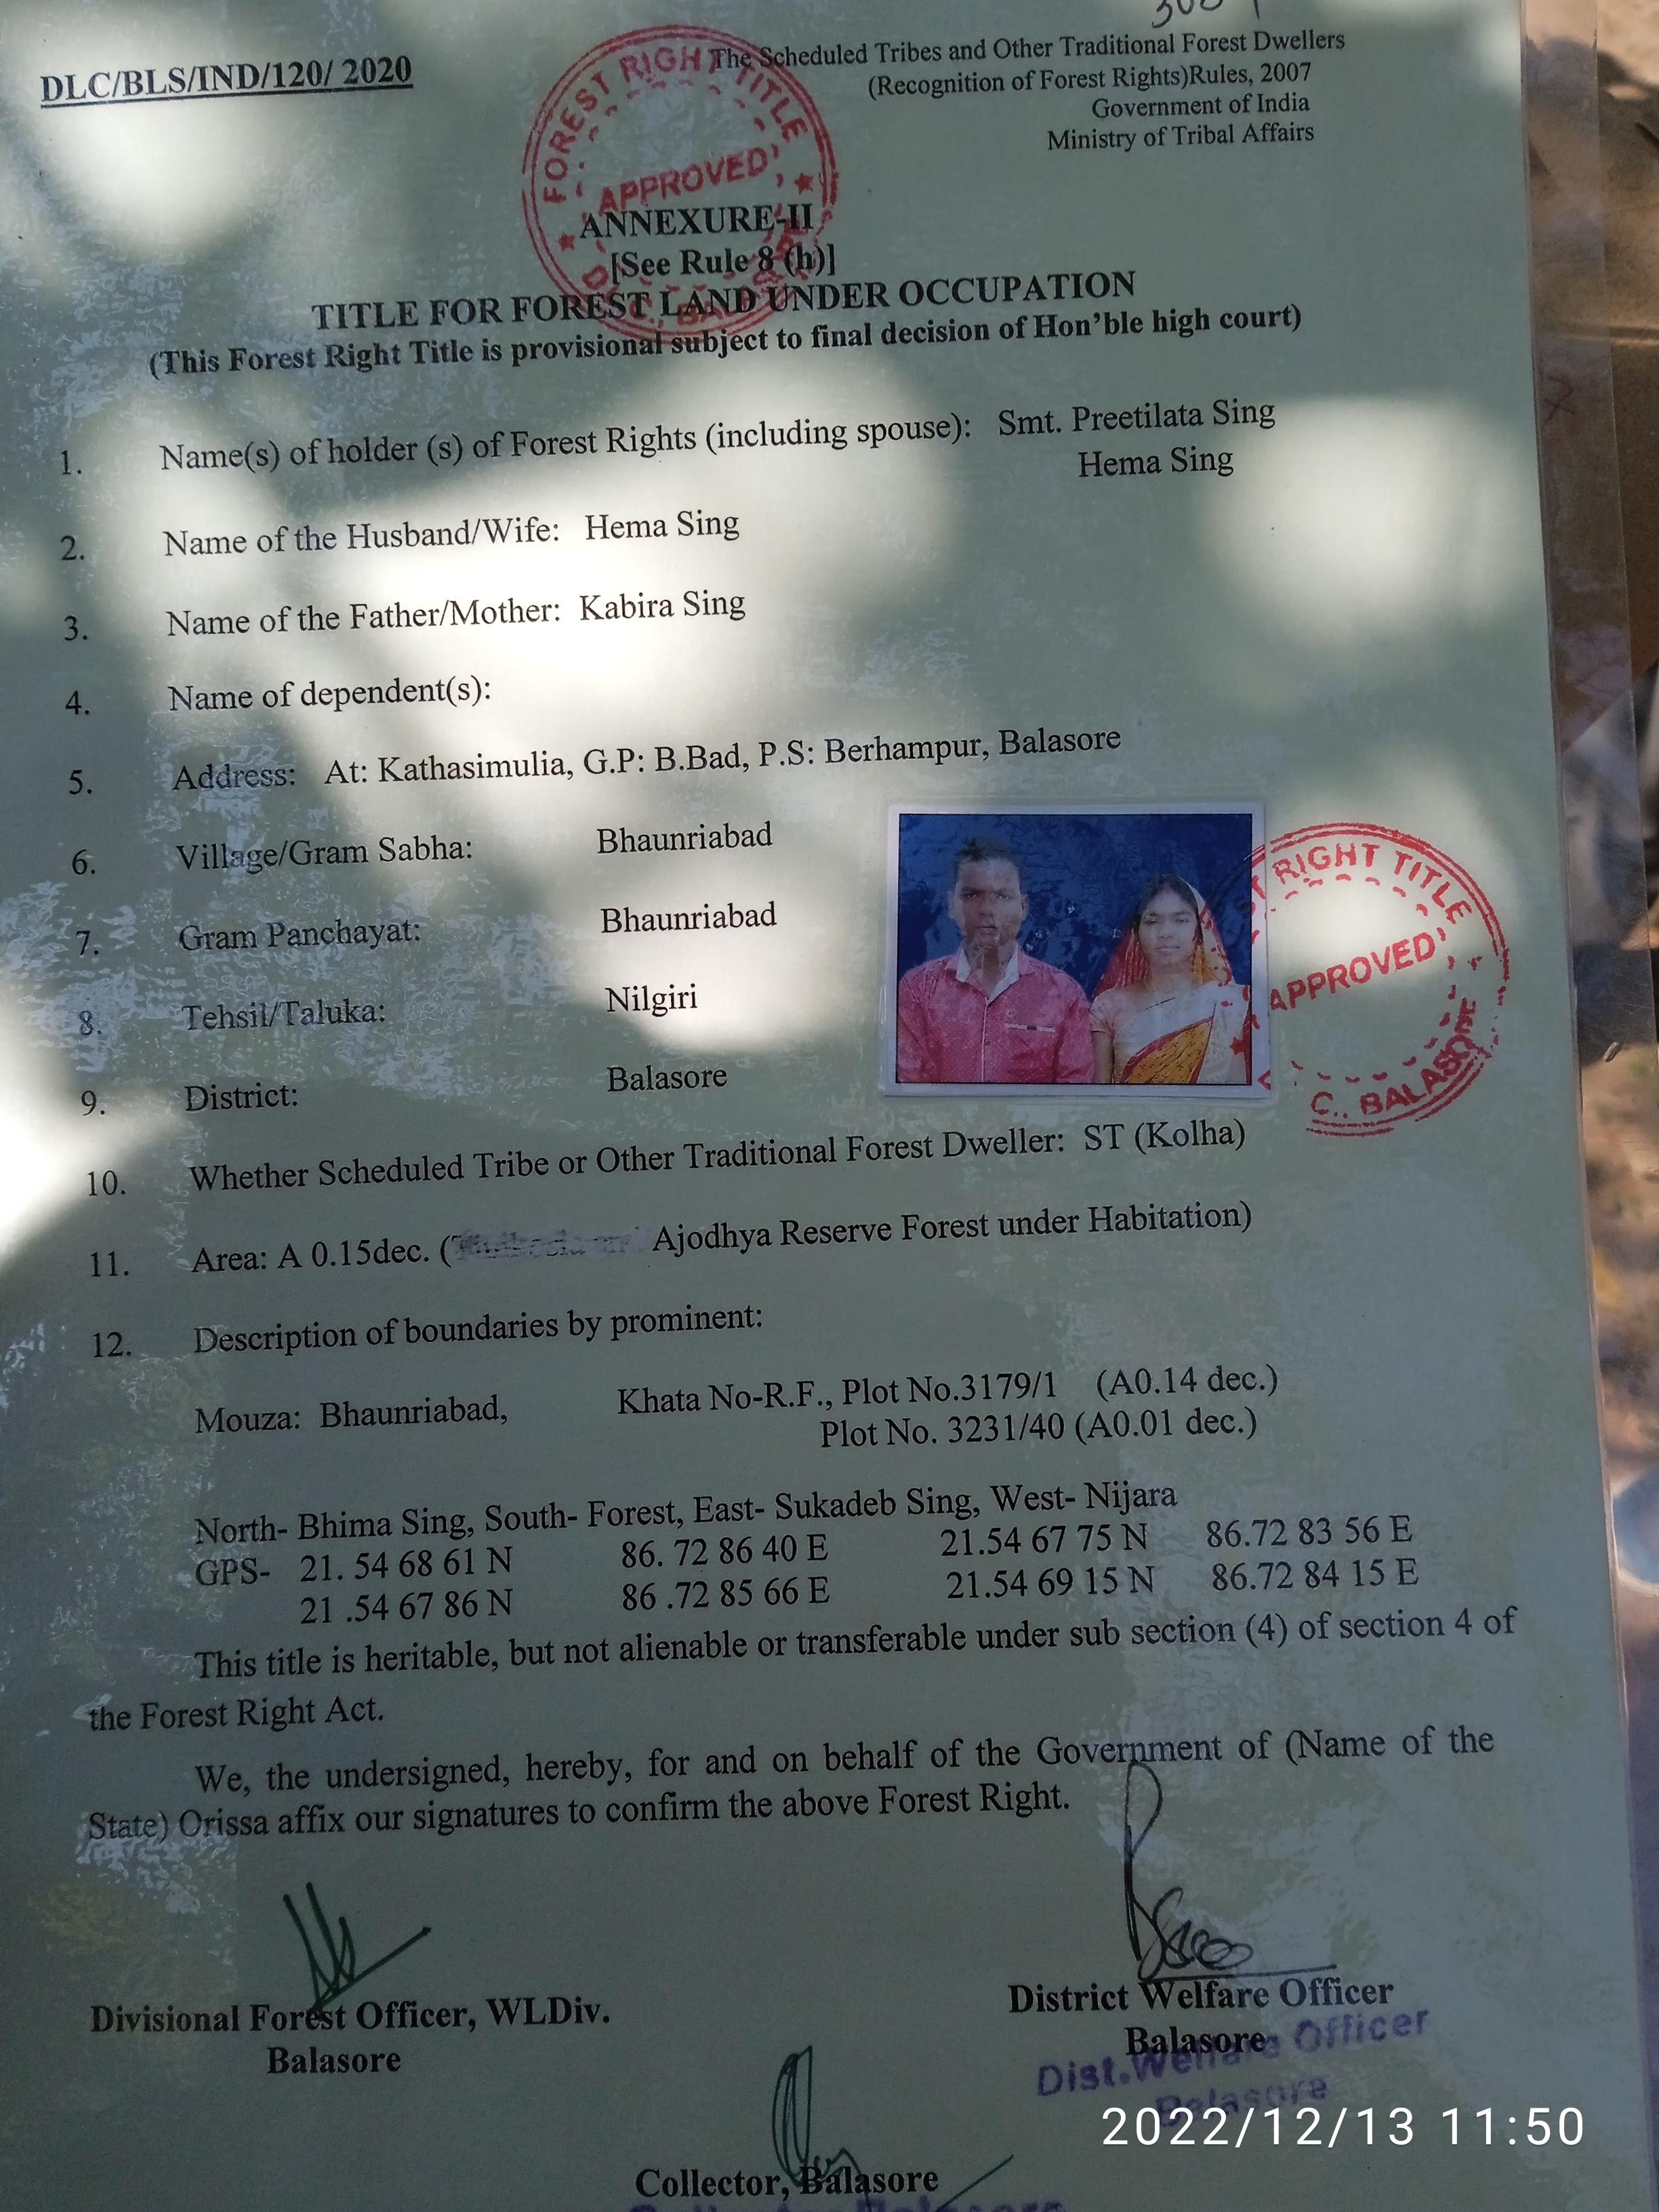 DLC/BLS/IND/120/ 2020
The Scheduled Tribes and Other Traditional Forest Dwellers
(Recognition of Forest Rights)Rules, 2007
Government of India
Ministry of Tribal Affairs
FOREST RIGHT TITLE
APPROVED
ANNEXURE-II
[See Rule 8 (h)]
TITLE FOR FOREST LAND UNDER OCCUPATION
(This Forest Right Title is provisional subject to final decision of Hon'ble high court)
1. Name(s) of holder (s) of Forest Rights (including spouse): Smt. Preetilata Sing
Hema Sing
2. Name of the Husband/Wife: Hema Sing
3. Name of the Father/Mother: Kabira Sing
4. Name of dependent(s):
5. Address: At: Kathasimulia, G.P: B.Bad, P.S: Berhampur, Balasore
6. Village/Gram Sabha: Bhaunriabad
7. Gram Panchayat: Bhaunriabad
8. Tehsil/Taluka: Nilgiri
9. District: Balasore
RIGHT TITLE
APPROVED
C., BALASORE
10. Whether Scheduled Tribe or Other Traditional Forest Dweller: ST (Kolha)
11. Area: A 0.15dec. ( Ajodhya Reserve Forest under Habitation)
12. Description of boundaries by prominent:
Mouza: Bhaunriabad, Khata No-R.F., Plot No.3179/1 (A0.14 dec.)
Plot No. 3231/40 (A0.01 dec.)
North- Bhima Sing, South- Forest, East- Sukadeb Sing, West- Nijara
GPS- 21. 54 68 61 N 86. 72 86 40 E 21.54 67 75 N 86.72 83 56 E
21 .54 67 86 N 86 .72 85 66 E 21.54 69 15 N 86.72 84 15 E
This title is heritable, but not alienable or transferable under sub section (4) of section 4 of
the Forest Right Act.
We, the undersigned, hereby, for and on behalf of the Government of (Name of the
State) Orissa affix our signatures to confirm the above Forest Right.
Divisional Forest Officer, WLDiv.
Balasore
District Welfare Officer
Balasore
Dist.Welfare Officer
Balasore
Collector, Balasore
2022/12/13 11:50